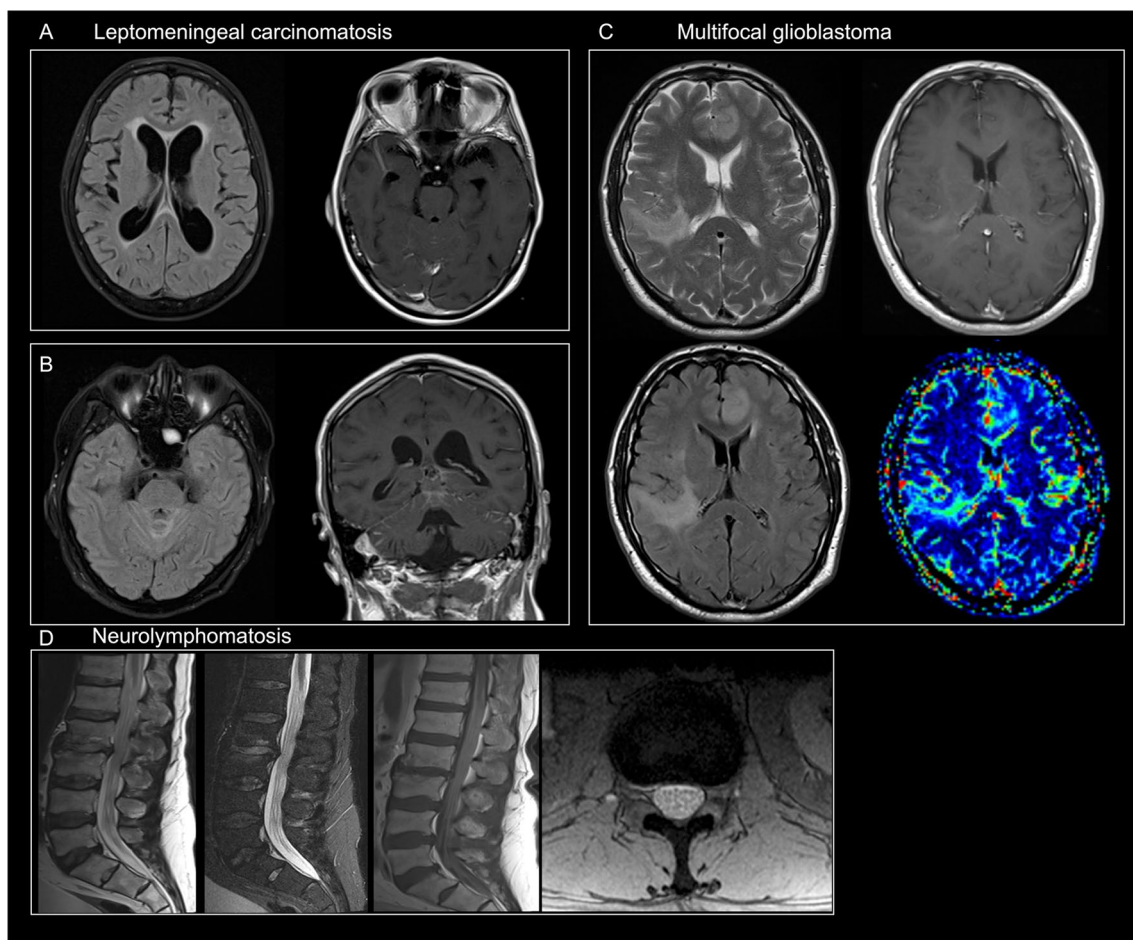 A Leptomeningeal carcinomatosis
C Multifocal glioblastoma
B
D Neurolymphomatosis